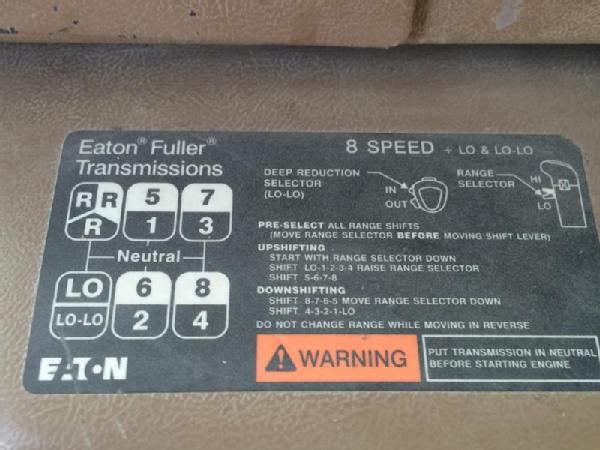 Eaton® Fuller®
Transmissions
8 SPEED + LO & LO-LO
R R 5 7
R 1 3
Neutral
LO 6 8
LO-LO 2 4
DEEP REDUCTION
SELECTOR
(LO-LO)
IN
OUT
RANGE
SELECTOR
HI
LO
PRE-SELECT ALL RANGE SHIFTS
(MOVE RANGE SELECTOR BEFORE MOVING SHIFT LEVER)
UPSHIFTING
START WITH RANGE SELECTOR DOWN
SHIFT LO-1-2-3-4 RAISE RANGE SELECTOR
SHIFT 5-6-7-8
DOWNSHIFTING
SHIFT 8-7-6-5 MOVE RANGE SELECTOR DOWN
SHIFT 4-3-2-1-LO
DO NOT CHANGE RANGE WHILE MOVING IN REVERSE
EATON
WARNING
PUT TRANSMISSION IN NEUTRAL
BEFORE STARTING ENGINE